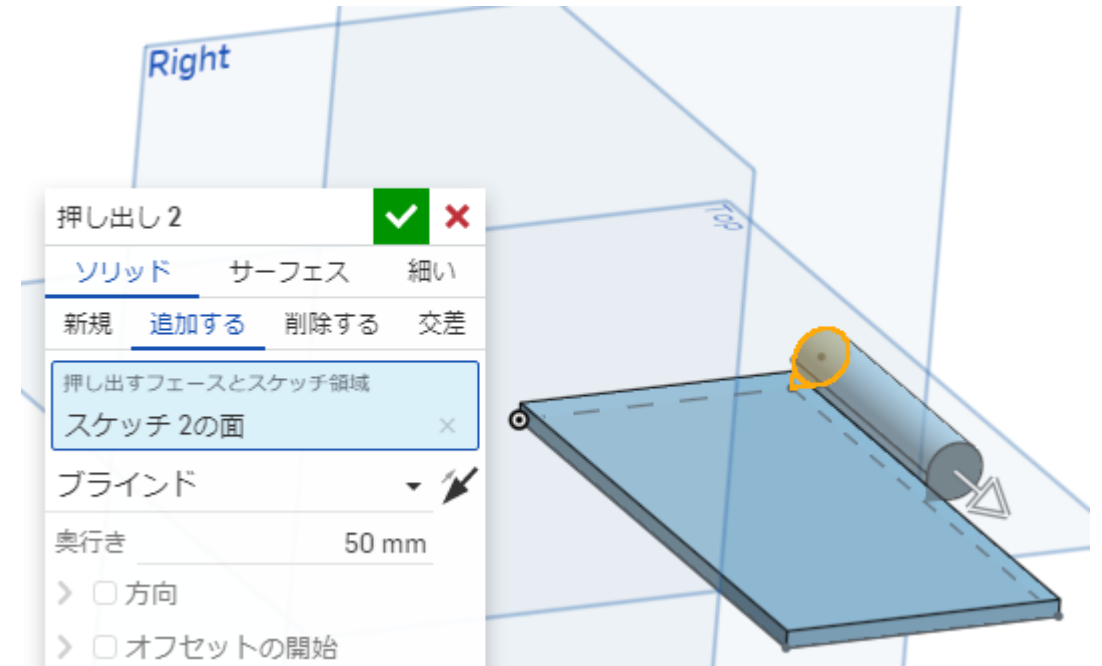 Right
Top
押し出し 2
ソリッド サーフェス 細い
新規 追加する 削除する 交差
押し出すフェースとスケッチ領域
スケッチ 2の面
ブラインド
奥行き 50 mm
方向
オフセットの開始